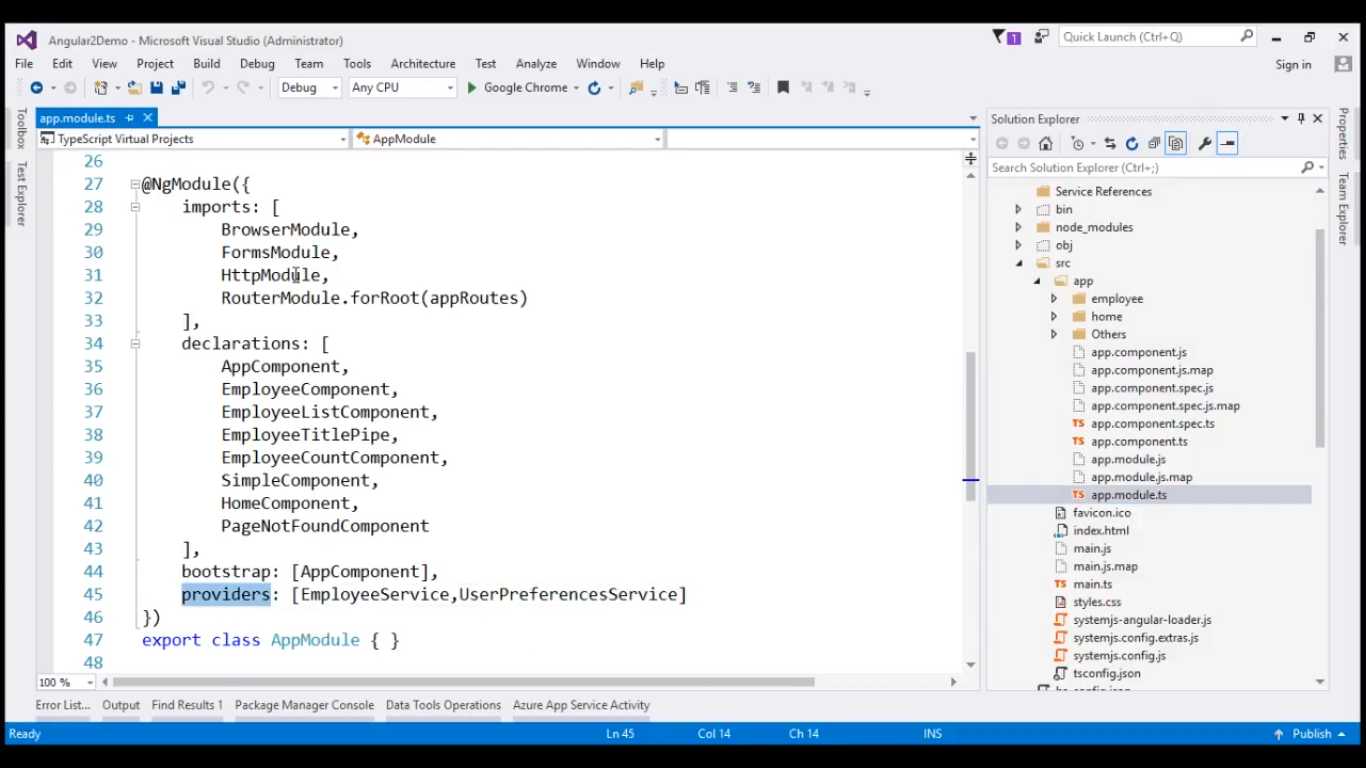 Angular2Demo - Microsoft Visual Studio (Administrator)
1
Quick Launch (Ctrl+Q)
File Edit View Project Build Debug Team Tools Architecture Test Analyze Window Help
Sign in
Debug Any CPU Google Chrome
Toolbox
Test Explorer
app.module.ts
TypeScript Virtual Projects AppModule
26
27 @NgModule({
28 imports: [
29 BrowserModule,
30 FormsModule,
31 HttpModule,
32 RouterModule.forRoot(appRoutes)
33 ],
34 declarations: [
35 AppComponent,
36 EmployeeComponent,
37 EmployeeListComponent,
38 EmployeeTitlePipe,
39 EmployeeCountComponent,
40 SimpleComponent,
41 HomeComponent,
42 PageNotFoundComponent
43 ],
44 bootstrap: [AppComponent],
45 providers: [EmployeeService,UserPreferencesService]
46 })
47 export class AppModule { }
48
100 %
Solution Explorer
Search Solution Explorer (Ctrl+;)
Service References
bin
node_modules
obj
src
app
employee
home
Others
app.component.js
app.component.js.map
app.component.spec.js
app.component.spec.js.map
TS app.component.spec.ts
TS app.component.ts
app.module.js
app.module.js.map
TS app.module.ts
favicon.ico
index.html
main.js
main.js.map
TS main.ts
styles.css
systemjs-angular-loader.js
systemjs.config.extras.js
systemjs.config.js
tsconfig.json
Properties
Team Explorer
Error List... Output Find Results 1 Package Manager Console Data Tools Operations Azure App Service Activity
Ready Ln 45 Col 14 Ch 14 INS Publish